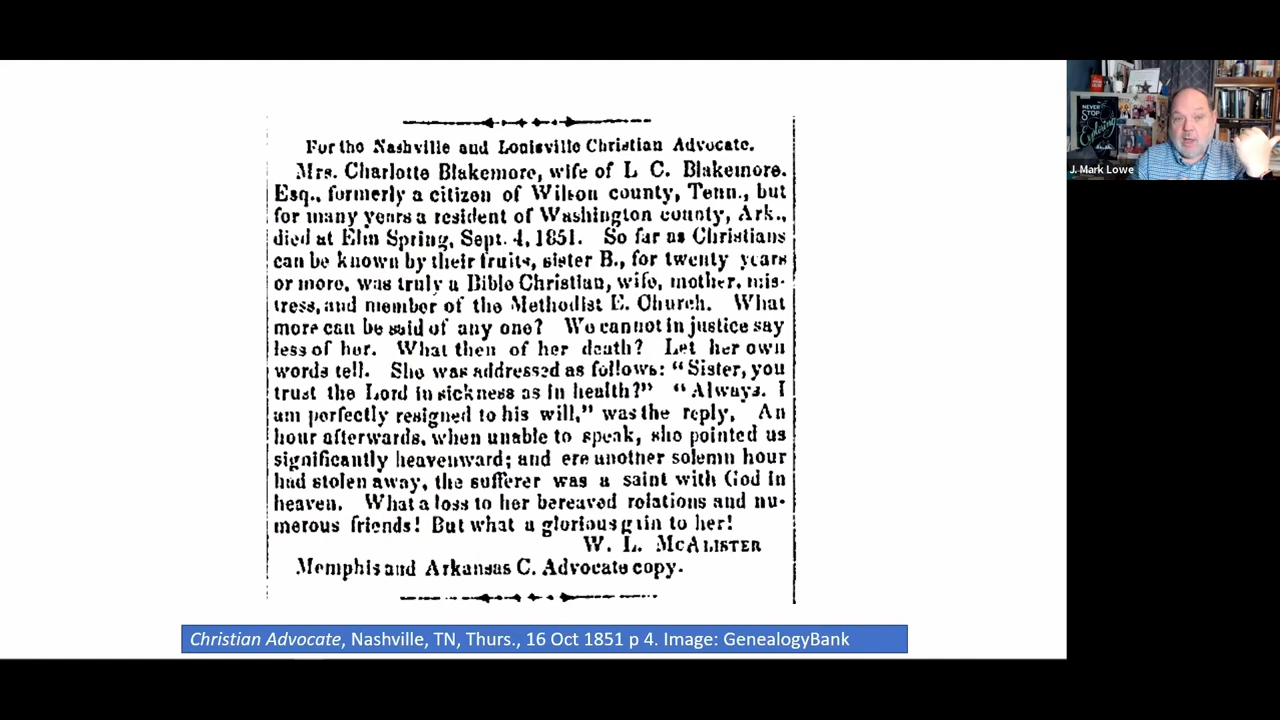 For the Nashville and Louisville Christian Advocate.
Mrs. Charlotte Blakemore, wife of L C. Blakemore.
Esq., formerly a citizen of Wilson county, Tenn., but
for many years a resident of Washington county, Ark.,
died at Elm Spring, Sept. 4, 1851. So far as Christians
can be known by their fruits, sister B., for twenty years
or more, was truly a Bible Christian, wife, mother, mis-
tress, and member of the Methodist E. Church. What
more can be said of any one? We cannot in justice say
less of her. What then of her death? Let her own
words tell. She was addressed as follows: "Sister, you
trust the Lord in sickness as in health?" "Always. I
am perfectly resigned to his will," was the reply. An
hour afterwards, when unable to speak, she pointed us
significantly heavenward; and ere another solemn hour
had stolen away, the sufferer was a saint with God in
heaven. What a loss to her bereaved relations and nu-
merous friends! But what a glorious gain to her!
W. L. McAlister
Memphis and Arkansas C. Advocate copy.
Christian Advocate, Nashville, TN, Thurs., 16 Oct 1851 p 4. Image: GenealogyBank
NEVER
STOP
Exploring
J. Mark Lowe